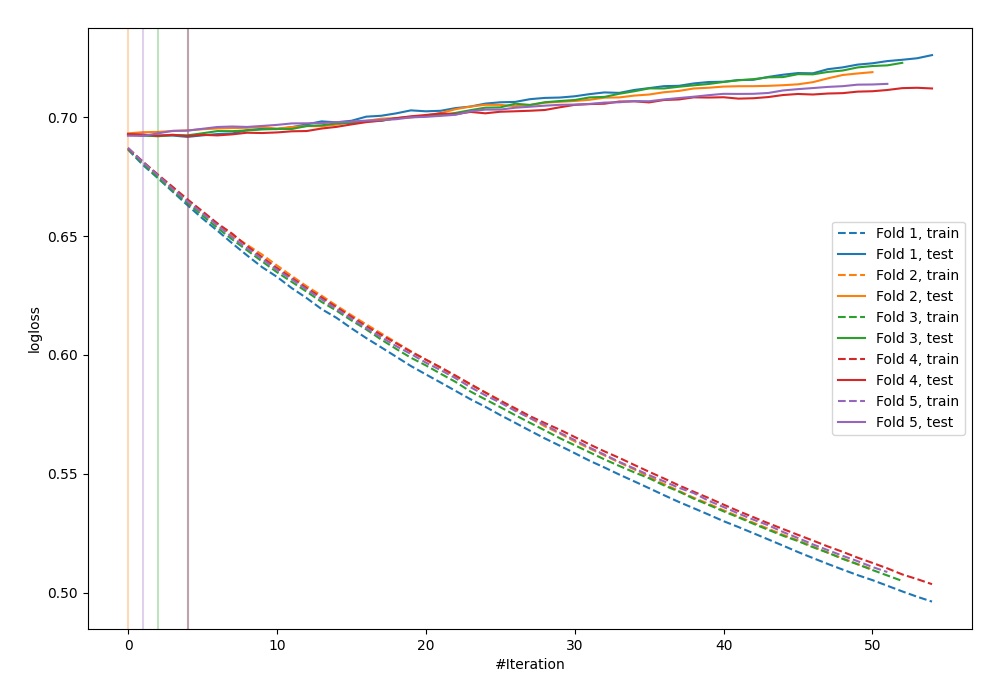 0.70
0.65
0.60
0.55
0.50
logloss
0
10
20
30
40
50
#Iteration
Fold 1, train
Fold 1, test
Fold 2, train
Fold 2, test
Fold 3, train
Fold 3, test
Fold 4, train
Fold 4, test
Fold 5, train
Fold 5, test